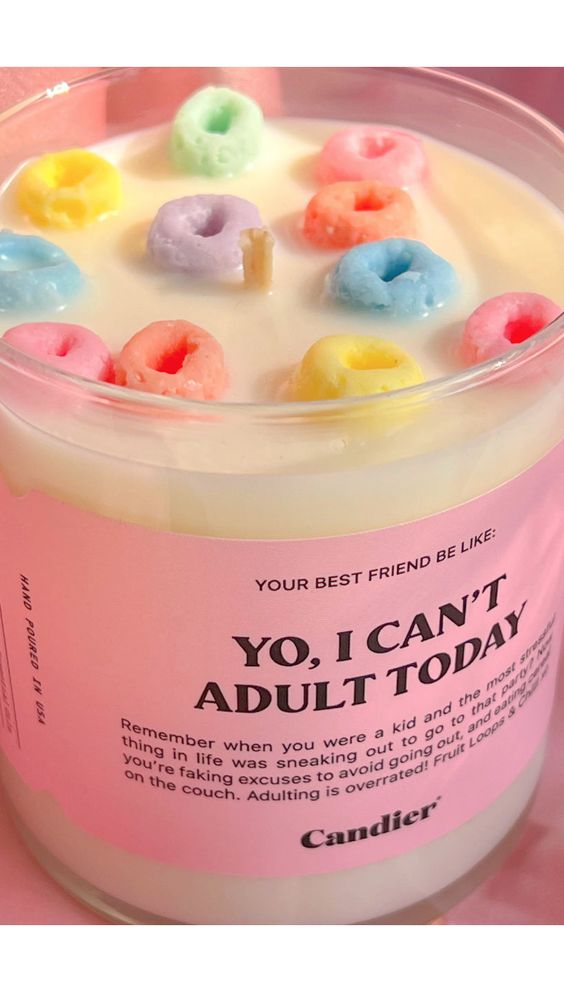 YOUR BEST FRIEND BE LIKE:
YO, I CAN'T
ADULT TODAY
Remember when you were a kid and the most stressful
thing in life was sneaking out to go to that party? Now
you're faking excuses to avoid going out, and eating cereal
on the couch. Adulting is overrated! Fruit Loops & Chill
Candier
HAND POURED IN USA